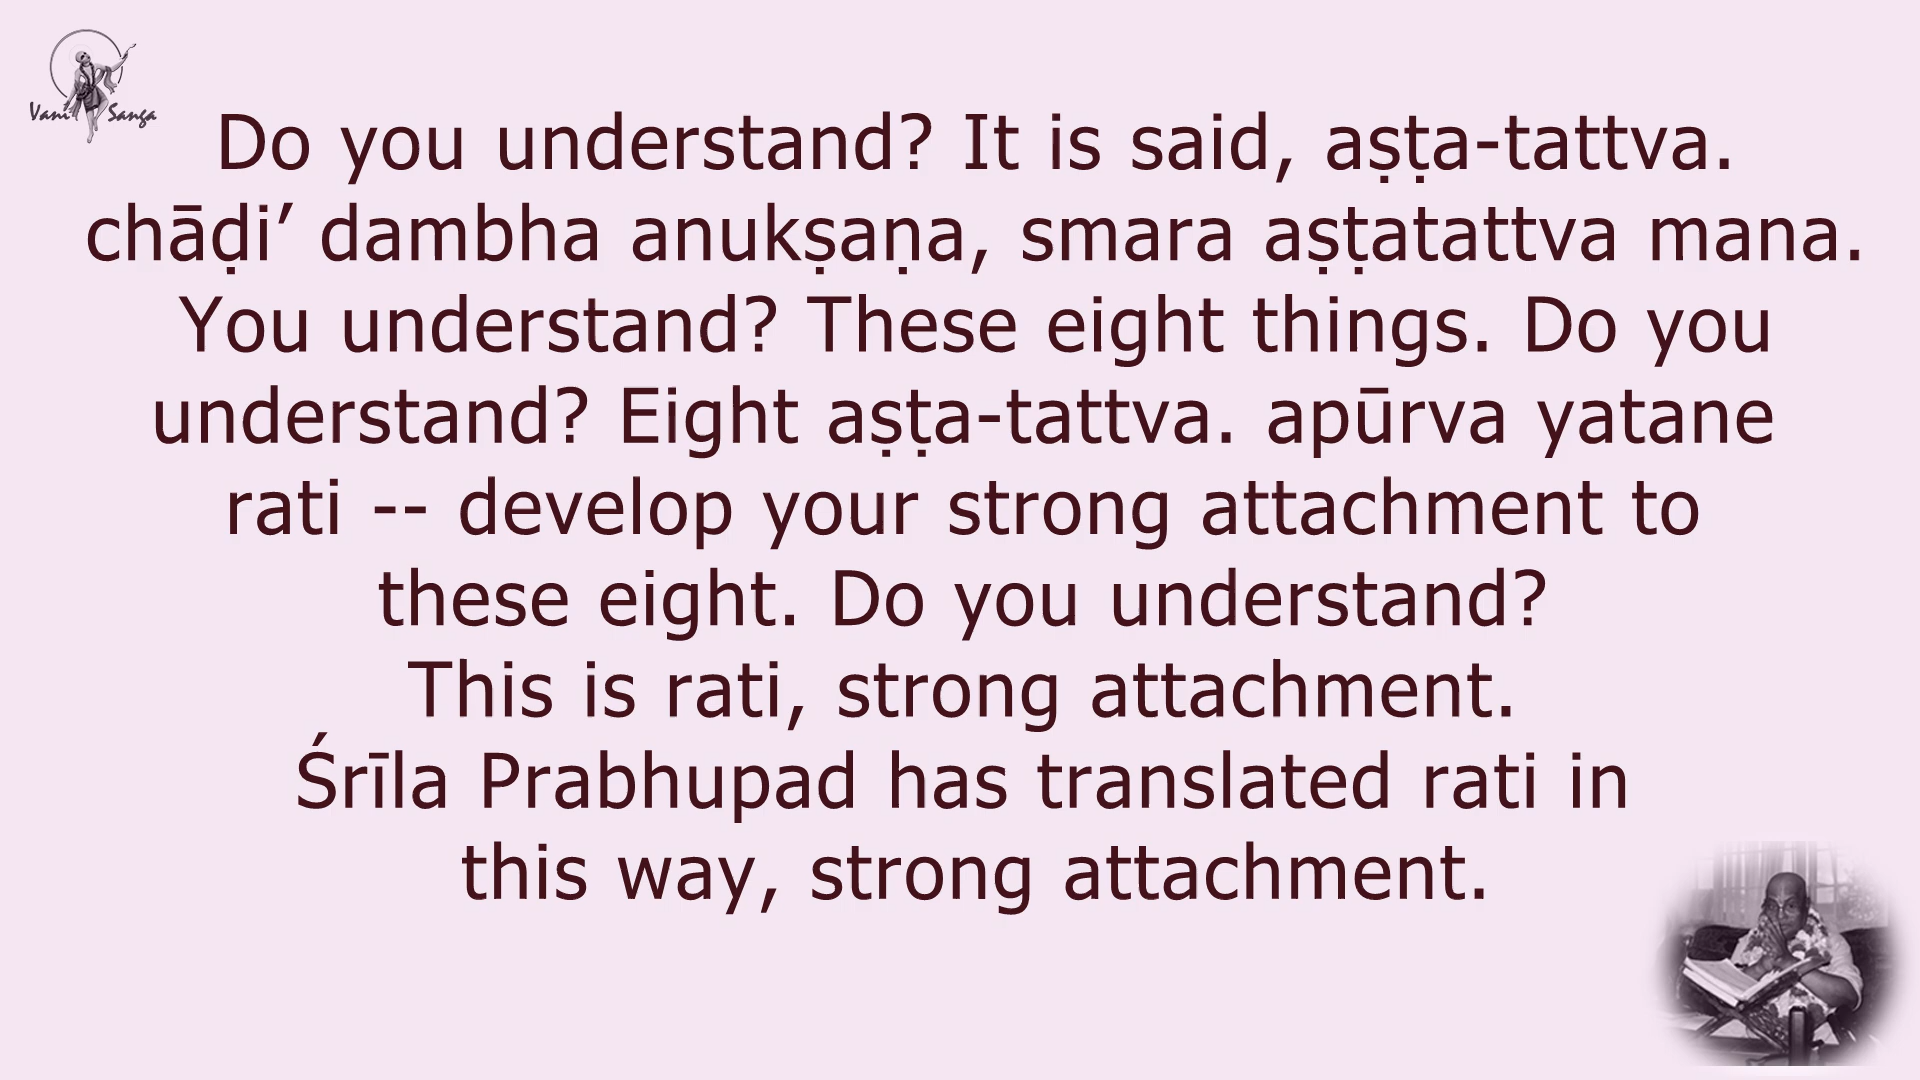 Vani Sanga
Do you understand? It is said, aṣṭa-tattva.
chāḍi’ dambha anukṣaṇa, smara aṣṭatattva mana.
You understand? These eight things. Do you
understand? Eight aṣṭa-tattva. apūrva yatane
rati -- develop your strong attachment to
these eight. Do you understand?
This is rati, strong attachment.
Śrīla Prabhupad has translated rati in
this way, strong attachment.